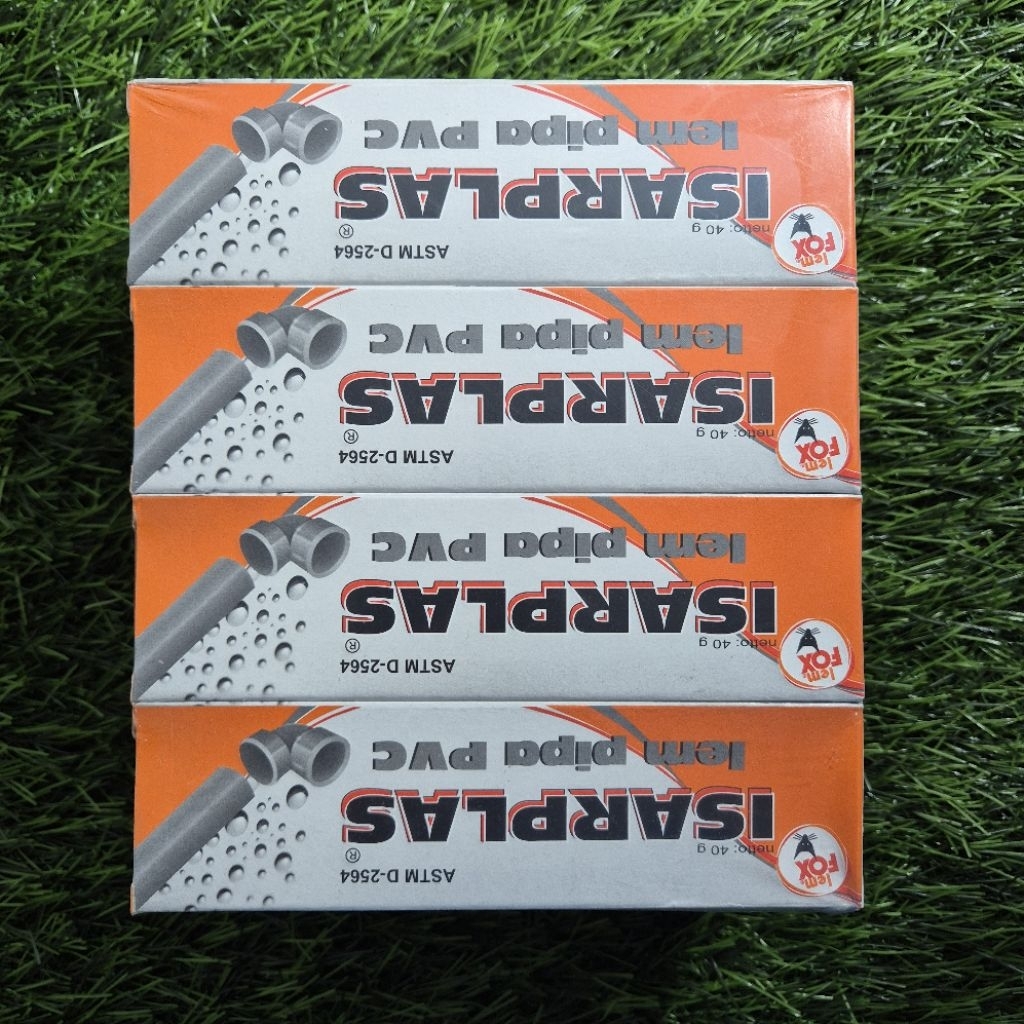 ASTM D-2564
lem
FOX
netto: 40 g
ISARPLAS®
lem pipa PVC
ASTM D-2564
lem
FOX
netto: 40 g
ISARPLAS®
lem pipa PVC
ASTM D-2564
lem
FOX
netto: 40 g
ISARPLAS®
lem pipa PVC
ASTM D-2564
lem
FOX
netto: 40 g
ISARPLAS®
lem pipa PVC